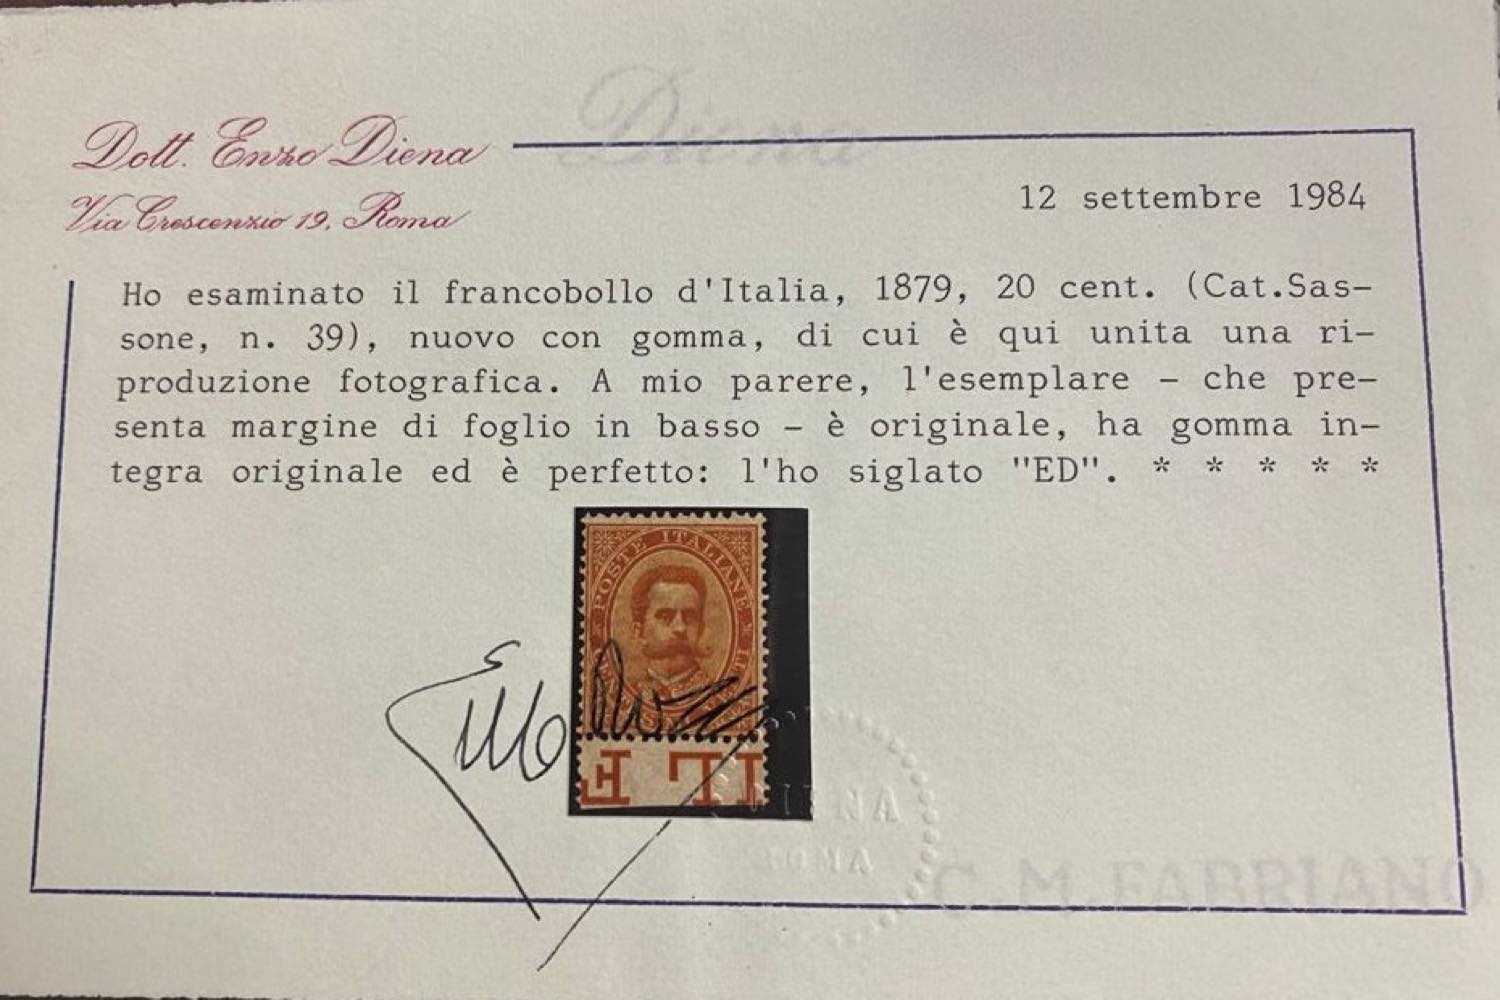 Diena
Dott. Enzo Diena
Via Crescenzio 19, Roma
12 settembre 1984
Ho esaminato il francobollo d'Italia, 1879, 20 cent. (Cat.Sas-
sone, n. 39), nuovo con gomma, di cui è qui unita una ri-
produzione fotografica. A mio parere, l'esemplare - che pre-
senta margine di foglio in basso - è originale, ha gomma in-
tegra originale ed è perfetto: l'ho siglato "ED". * * * * *
POSTE ITALIANE
DIENA
ROMA
C.M.FABRIANO